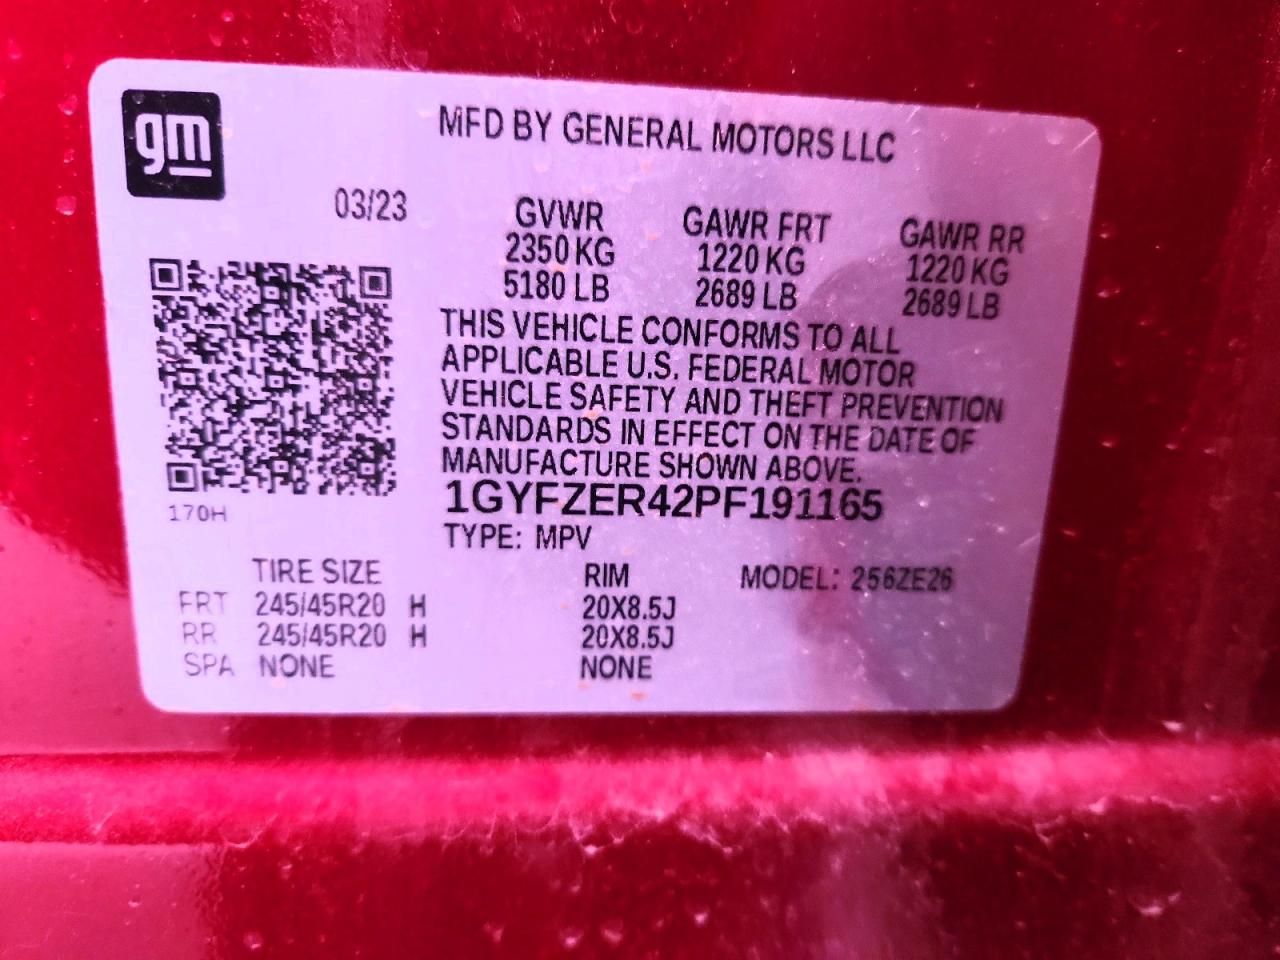 gm
MFD BY GENERAL MOTORS LLC
03/23
GVWR GAWR FRT GAWR RR
2350 KG 1220 KG 1220 KG
5180 LB 2689 LB 2689 LB
THIS VEHICLE CONFORMS TO ALL
APPLICABLE U.S. FEDERAL MOTOR
VEHICLE SAFETY AND THEFT PREVENTION
STANDARDS IN EFFECT ON THE DATE OF
MANUFACTURE SHOWN ABOVE.
1GYFZER42PF191165
170H
TYPE: MPV
TIRE SIZE RIM MODEL: 256ZE26
FRT 245/45R20 H 20X8.5J
RR 245/45R20 H 20X8.5J
SPA NONE NONE